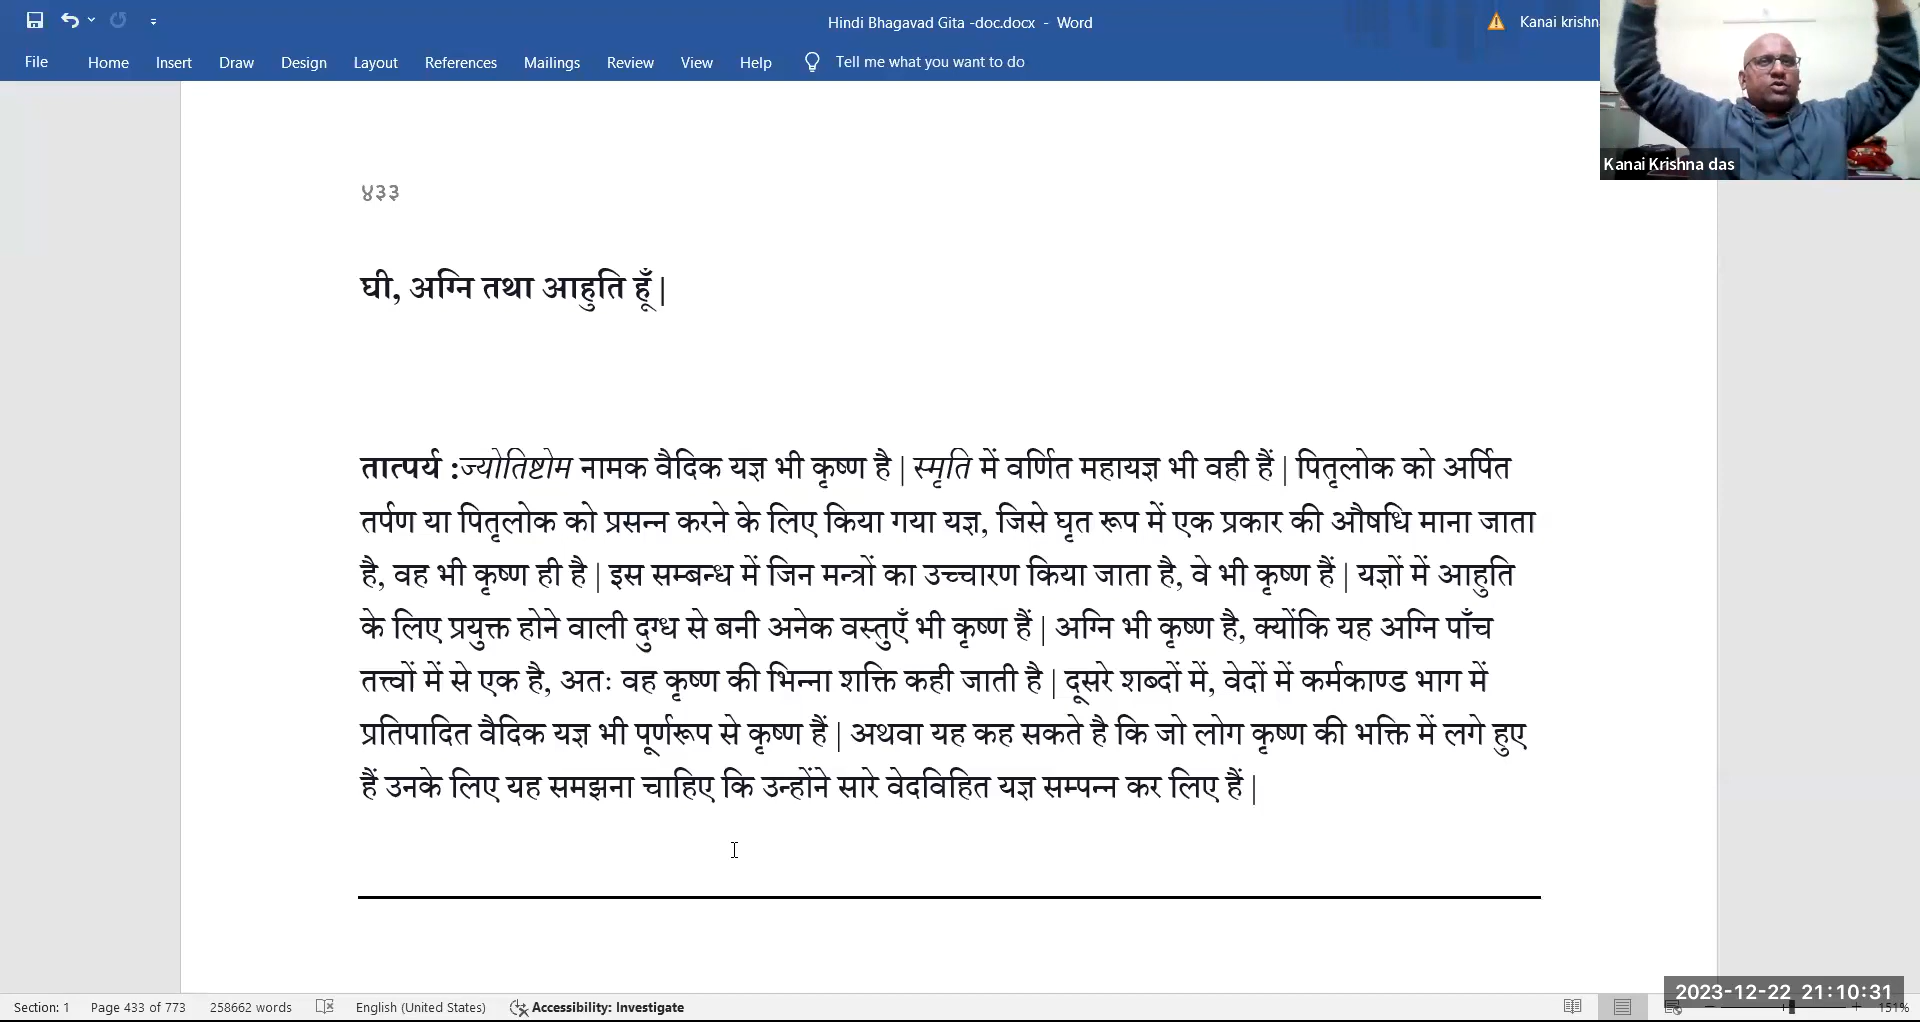 Hindi Bhagavad Gita -doc.docx - Word
Kanai krishn
File Home Insert Draw Design Layout References Mailings Review View Help Tell me what you want to do
Kanai Krishna das
४३३
घी, अग्नि तथा आहुति हूँ |
तात्पर्य :ज्योतिष्टोम नामक वैदिक यज्ञ भी कृष्ण है | स्मृति में वर्णित महायज्ञ भी वही हैं | पितृलोक को अर्पित
तर्पण या पितृलोक को प्रसन्न करने के लिए किया गया यज्ञ, जिसे घृत रूप में एक प्रकार की औषधि माना जाता
है, वह भी कृष्ण ही है | इस सम्बन्ध में जिन मन्त्रों का उच्चारण किया जाता है, वे भी कृष्ण हैं | यज्ञों में आहुति
के लिए प्रयुक्त होने वाली दुग्ध से बनी अनेक वस्तुएँ भी कृष्ण हैं | अग्नि भी कृष्ण है, क्योंकि यह अग्नि पाँच
तत्त्वों में से एक है, अतः वह कृष्ण की भिन्ना शक्ति कही जाती है | दूसरे शब्दों में, वेदों में कर्मकाण्ड भाग में
प्रतिपादित वैदिक यज्ञ भी पूर्णरूप से कृष्ण हैं | अथवा यह कह सकते है कि जो लोग कृष्ण की भक्ति में लगे हुए
हैं उनके लिए यह समझना चाहिए कि उन्होंने सारे वेदविहित यज्ञ सम्पन्न कर लिए हैं |
2023-12-22 21:10:31
Section: 1 Page 433 of 773 258662 words English (United States) Accessibility: Investigate 151%